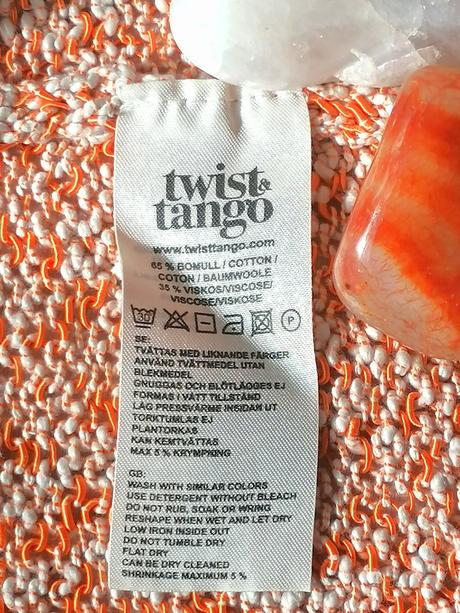 twist&
tango
www.twisttango.com
65 % BOMULL / COTTON /
COTON / BAUMWOOLE
35 % VISKOS/VISCOSE/
VISCOSE/VISKOSE
30
P
SE:
TVÄTTAS MED LIKNANDE FÄRGER
ANVÄND TVÄTTMEDEL UTAN
BLEKMEDEL
GNUGGAS OCH BLÖTLÄGGES EJ
FORMAS I VÅTT TILLSTÅND
LÅG PRESSVÄRME INSIDAN UT
TORKTUMLAS EJ
PLANTORKAS
KAN KEMTVÄTTAS
MAX 5 % KRYMPNING
GB:
WASH WITH SIMILAR COLORS
USE DETERGENT WITHOUT BLEACH
DO NOT RUB, SOAK OR WRING
RESHAPE WHEN WET AND LET DRY
LOW IRON INSIDE OUT
DO NOT TUMBLE DRY
FLAT DRY
CAN BE DRY CLEANED
SHRINKAGE MAXIMUM 5 %